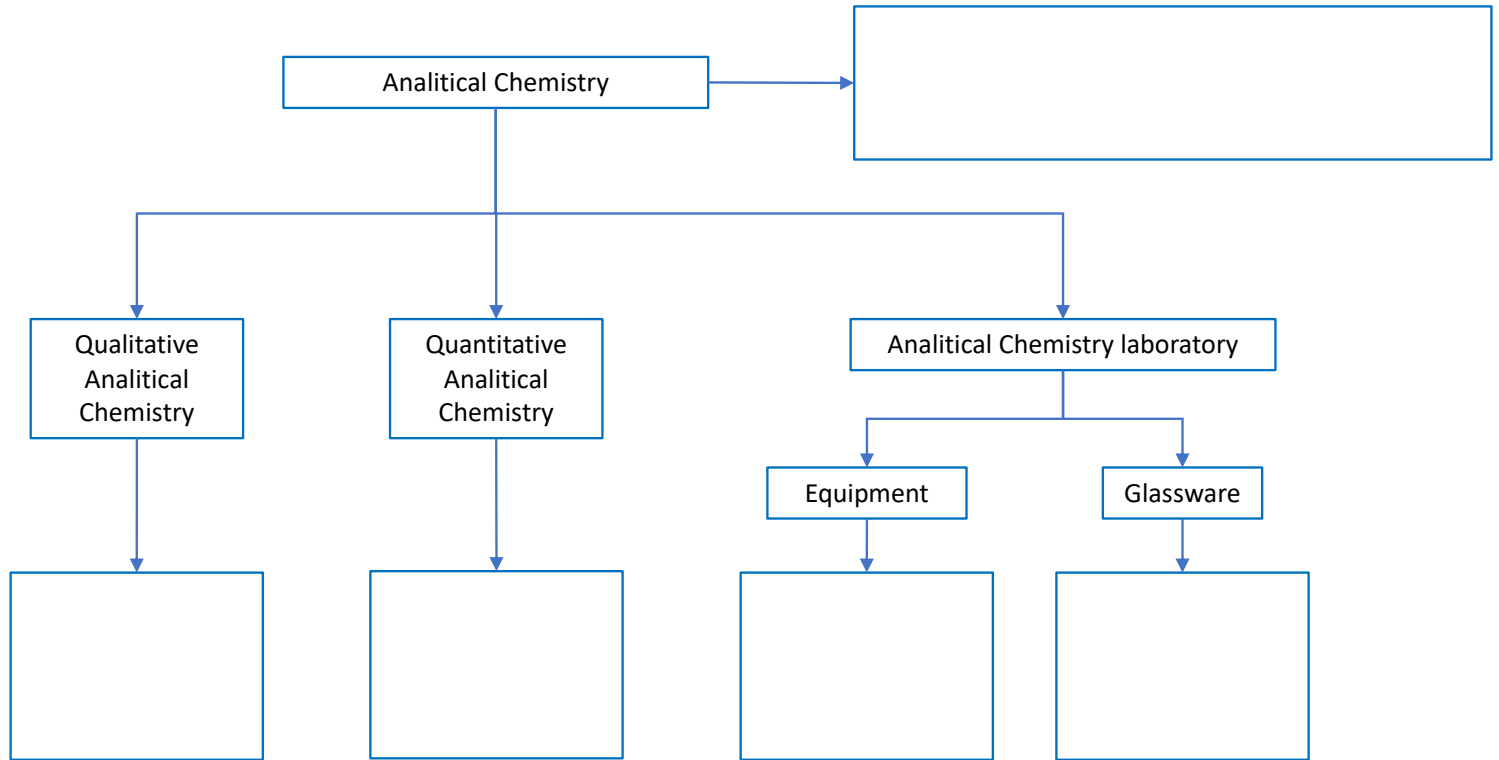 Analitical Chemistry
Qualitative
Analitical
Chemistry
Quantitative
Analitical
Chemistry
Analitical Chemistry laboratory
Equipment
Glassware